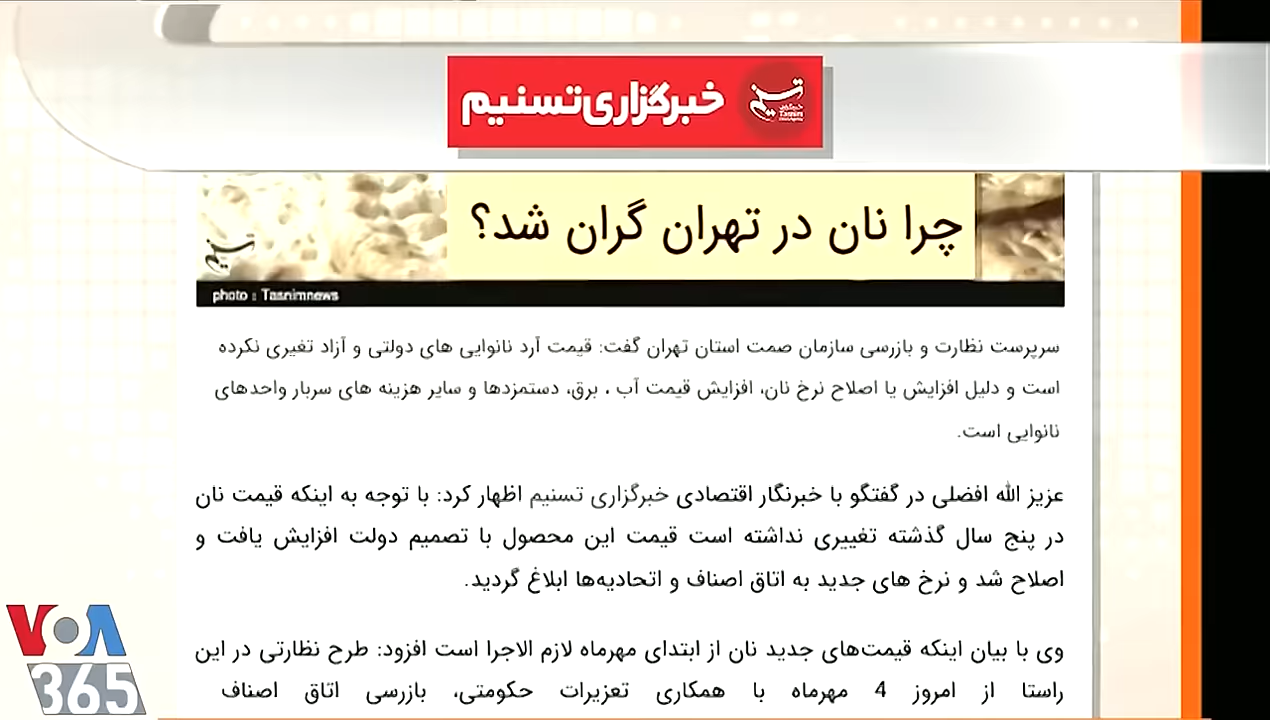 خبرگزاری تسنیم
خبرگزاری
Tasnim
چرا نان در تهران گران شد؟
تسنیم
photo : Tasnimnews
سرپرست نظارت و بازرسی سازمان صمت استان تهران گفت: قیمت آرد نانوایی های دولتی و آزاد تغیری نکرده
است و دلیل افزایش یا اصلاح نرخ نان، افزایش قیمت آب ، برق، دستمزدها و سایر هزینه های سربار واحدهای
نانوایی است.
عزیز الله افضلی در گفتگو با خبرنگار اقتصادی خبرگزاری تسنیم اظهار کرد: با توجه به اینکه قیمت نان
در پنج سال گذشته تغییری نداشته است قیمت این محصول با تصمیم دولت افزایش یافت و
اصلاح شد و نرخ های جدید به اتاق اصناف و اتحادیه‌ها ابلاغ گردید.
وی با بیان اینکه قیمت‌های جدید نان از ابتدای مهرماه لازم الاجرا است افزود: طرح نظارتی در این
راستا از امروز 4 مهرماه با همکاری تعزیرات حکومتی، بازرسی اتاق اصناف
VOA
365